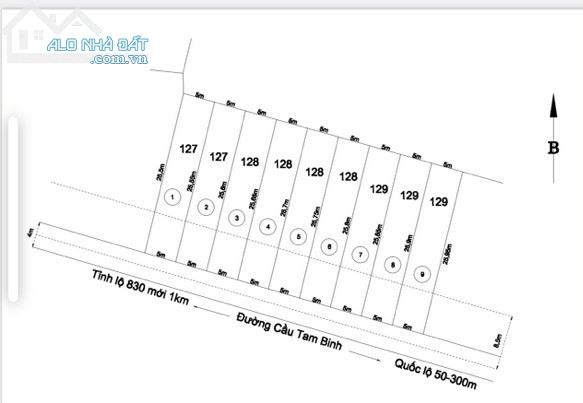 ALO NHÀ ĐẤT
.com.vn
5m 5m 5m 5m 5m 5m 5m 5m 5m
B
127 127 128 128 128 128 129 129 129
25,5m 25,55m 25,6m 25,65m 25,7m 25,75m 25,8m 25,85m 25,9m 25,95m
1 2 3 4 5 6 7 8 9
4m
5m 5m 5m 5m 5m 5m 5m 5m 5m
8,5m
Tỉnh lộ 830 mới 1km
Đường Cầu Tam Binh
Quốc lộ 50-300m